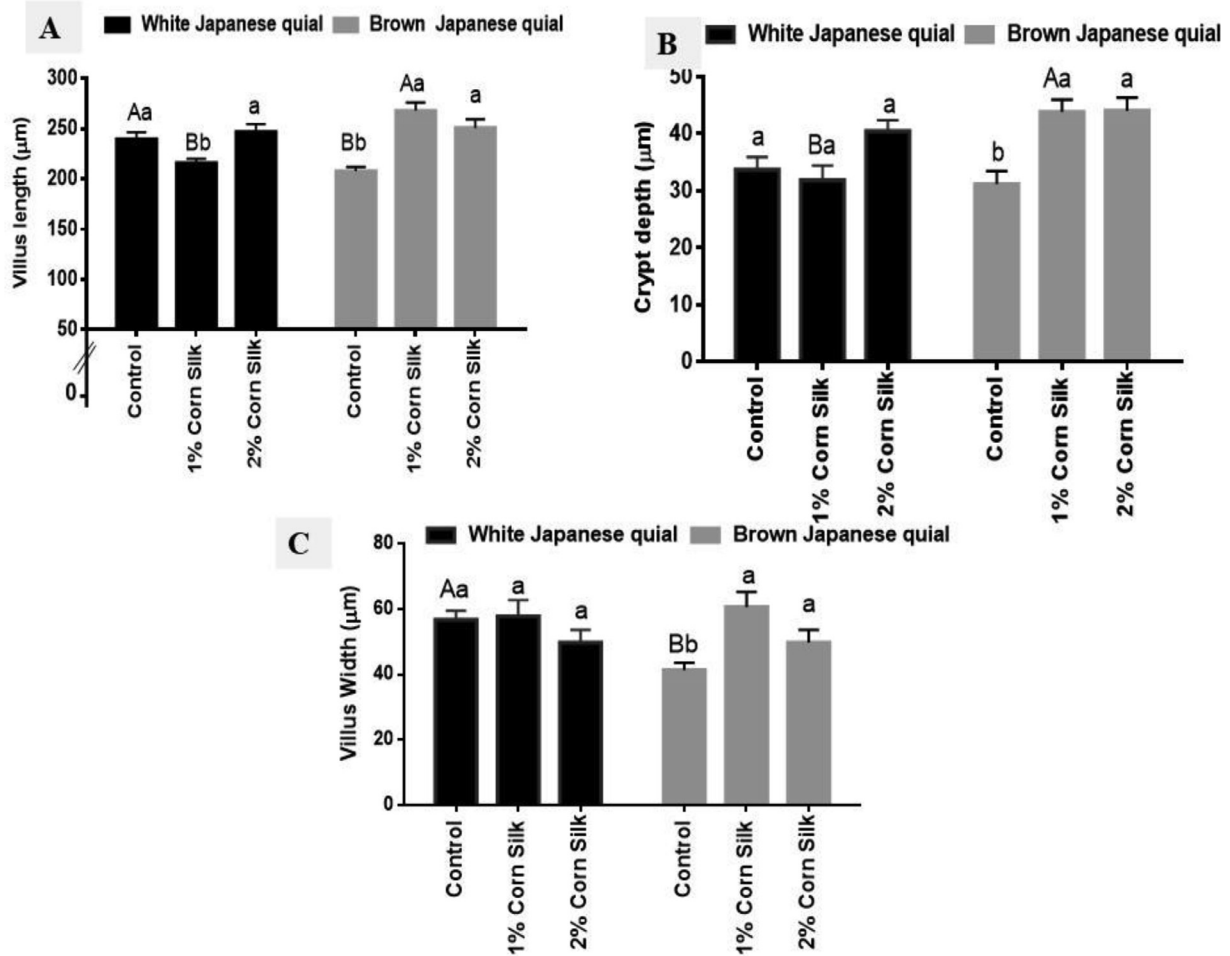 A
White Japanese quial Brown Japanese quial
Villus length (μm)
300
250
200
150
100
50
0
Aa
Bb
a
Bb
Aa
a
Control
1% Corn Silk
2% Corn Silk
Control
1% Corn Silk
2% Corn Silk
B
White Japanese quial Brown Japanese quial
Crypt depth (μm)
50
40
30
20
10
0
a
Ba
a
b
Aa
a
Control
1% Corn Silk
2% Corn Silk
Control
1% Corn Silk
2% Corn Silk
C
White Japanese quial Brown Japanese quial
Villus Width (μm)
80
60
40
20
0
Aa
a
a
Bb
a
a
Control
1% Corn Silk
2% Corn Silk
Control
1% Corn Silk
2% Corn Silk